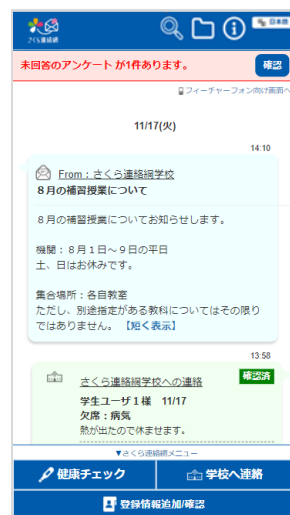 さくら連絡網
日本語
未回答のアンケート が1件あります。
確認
フィーチャーフォン向け画面へ
11/17(火)
14:10
From：さくら連絡網学校
８月の補習授業について
８月の補習授業についてお知らせします。
機関：８月１日～９日の平日
土、日はお休みです。
集合場所：各自教室
ただし、別途指定がある教科についてはその限り
ではありません。【短く表示】
13:58
さくら連絡網学校への連絡
確認済
学生ユーザ１様 11/17
欠席：病気
熱が出たので休ませます。
▼さくら連絡網メニュー
健康チェック
学校へ連絡
登録情報追加/確認